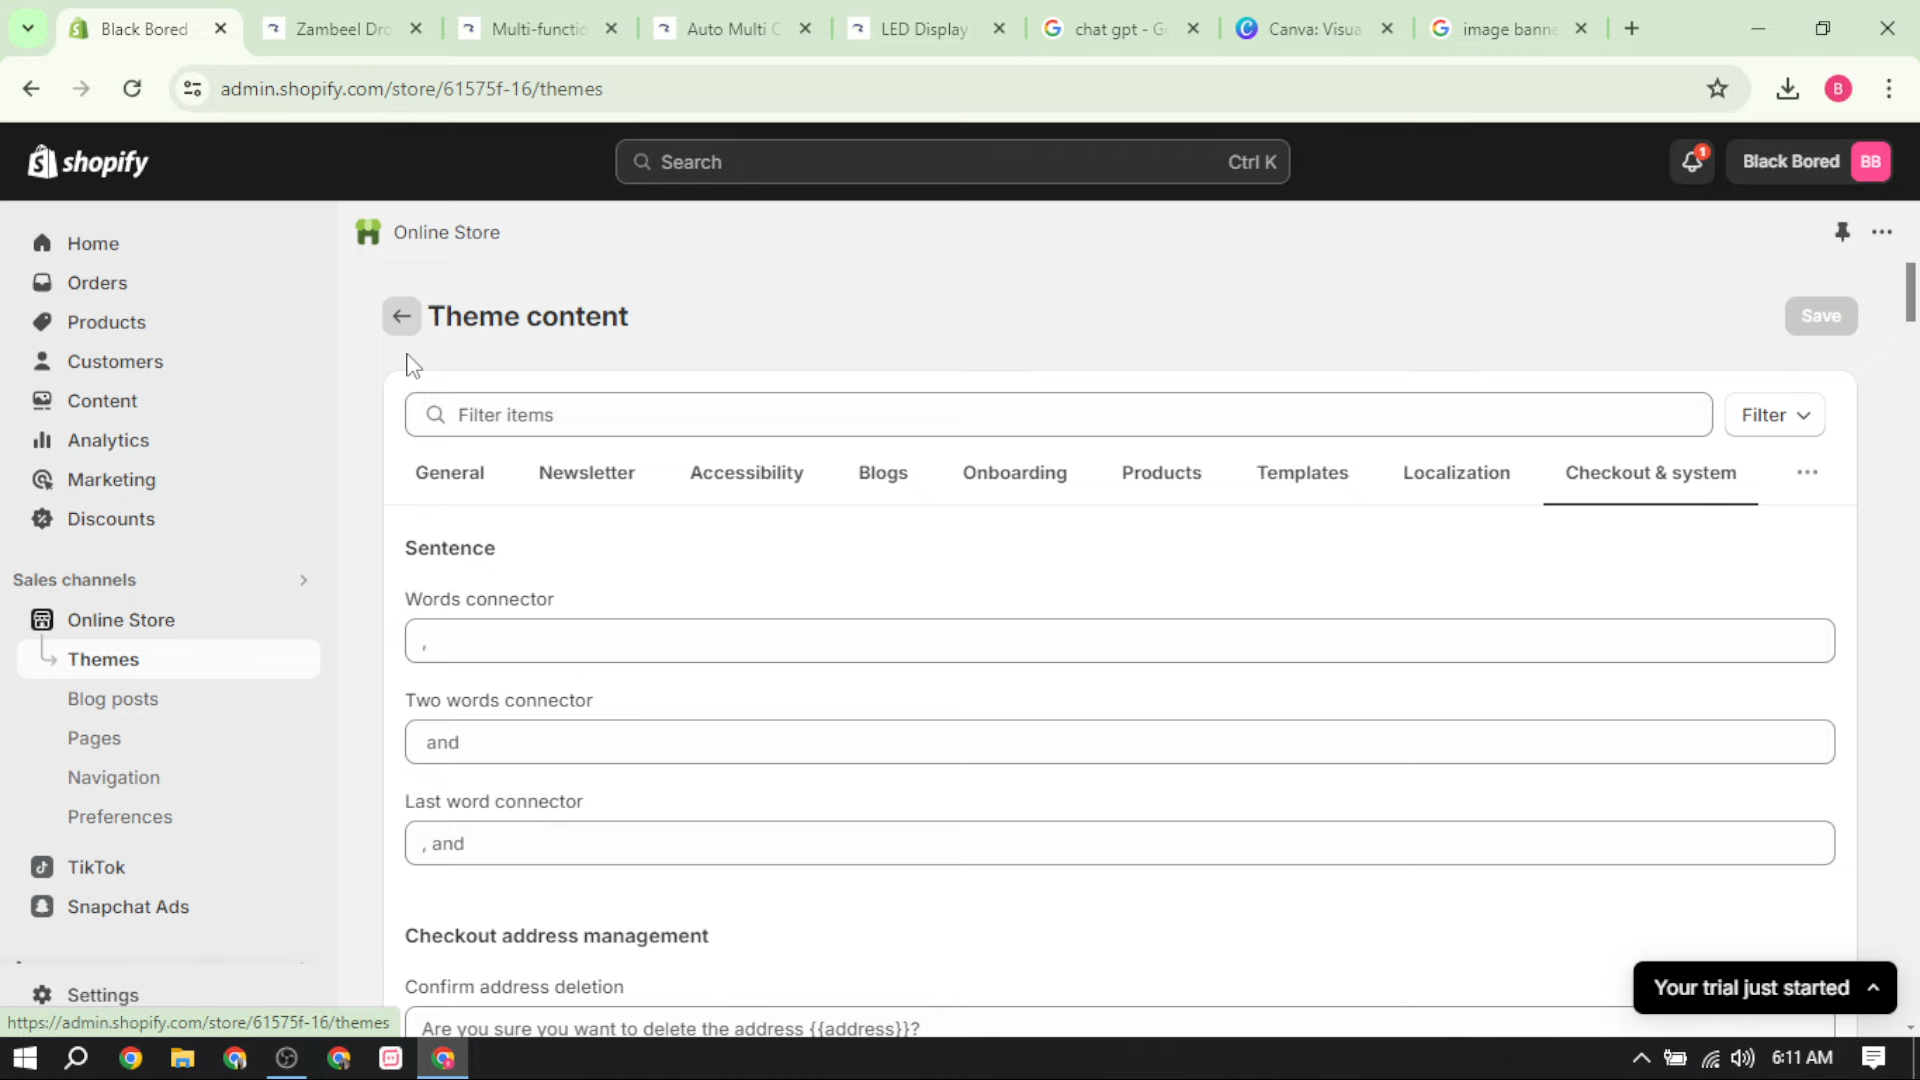 Black Bored
Zambeel Dro
Multi-functio
Auto Multi C
LED Display
chat gpt - G
Canva: Visua
image banne
admin.shopify.com/store/61575f-16/themes
B
shopify
Search
Ctrl K
1
Black Bored
BB
Home
Orders
Products
Customers
Content
Analytics
Marketing
Discounts
Sales channels
Online Store
Themes
Blog posts
Pages
Navigation
Preferences
TikTok
Snapchat Ads
Settings
https://admin.shopify.com/store/61575f-16/themes
Online Store
Theme content
Save
Filter items
Filter
General
Newsletter
Accessibility
Blogs
Onboarding
Products
Templates
Localization
Checkout & system
Sentence
Words connector
,
Two words connector
and
Last word connector
, and
Checkout address management
Confirm address deletion
Are you sure you want to delete the address {{address}}?
Your trial just started
6:11 AM